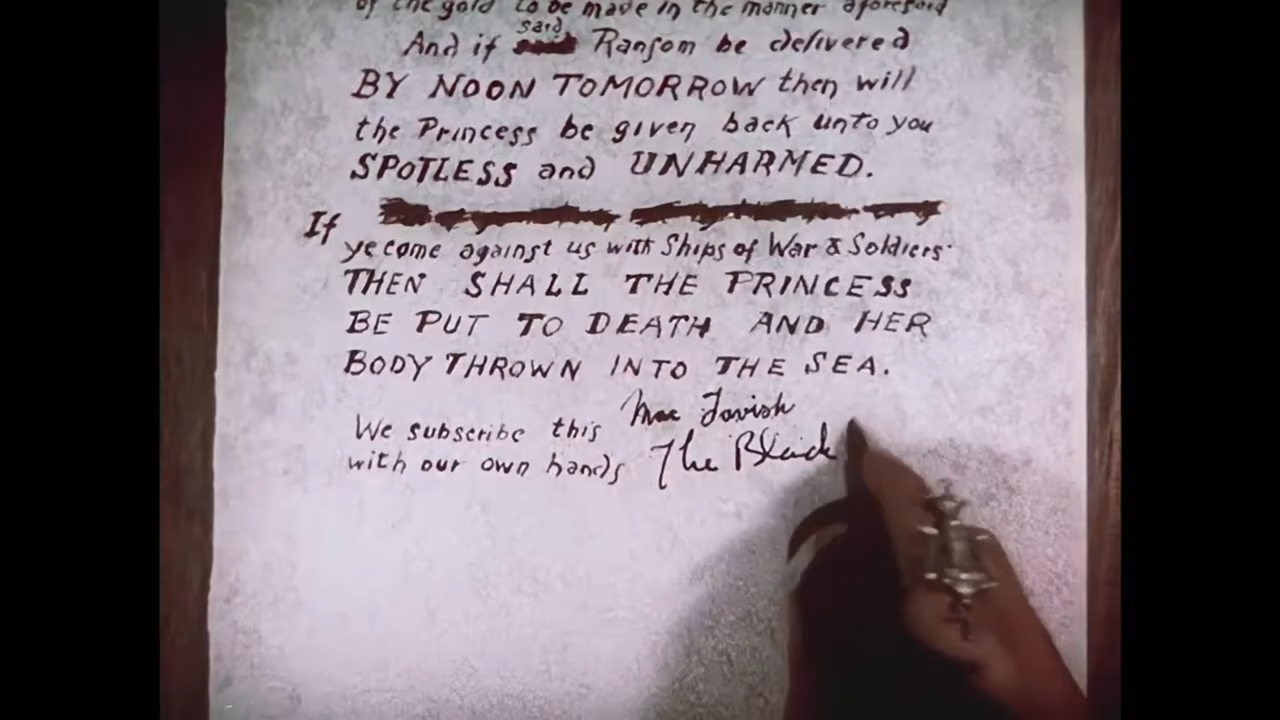 of the gold to be made in the manner aforesaid
said
And if Ransom be delivered
BY NOON TOMORROW then will
the Princess be given back unto you
SPOTLESS and UNHARMED.
If
ye come against us with Ships of War & Soldiers
THEN SHALL THE PRINCESS
BE PUT TO DEATH AND HER
BODY THROWN INTO THE SEA.
We subscribe this Mac Tavish
with our own hands The Black